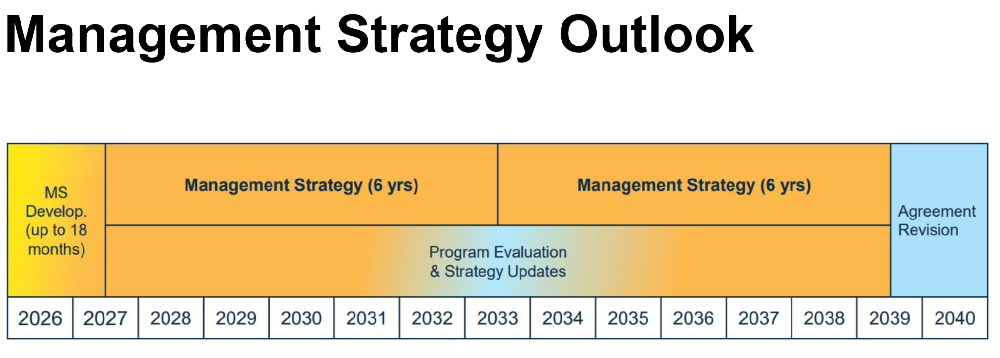 Management Strategy Outlook
MS
Develop.
(up to 18
months)
Management Strategy (6 yrs)
Management Strategy (6 yrs)
Program Evaluation
& Strategy Updates
Agreement
Revision
2026 2027 2028 2029 2030 2031 2032 2033 2034 2035 2036 2037 2038 2039 2040